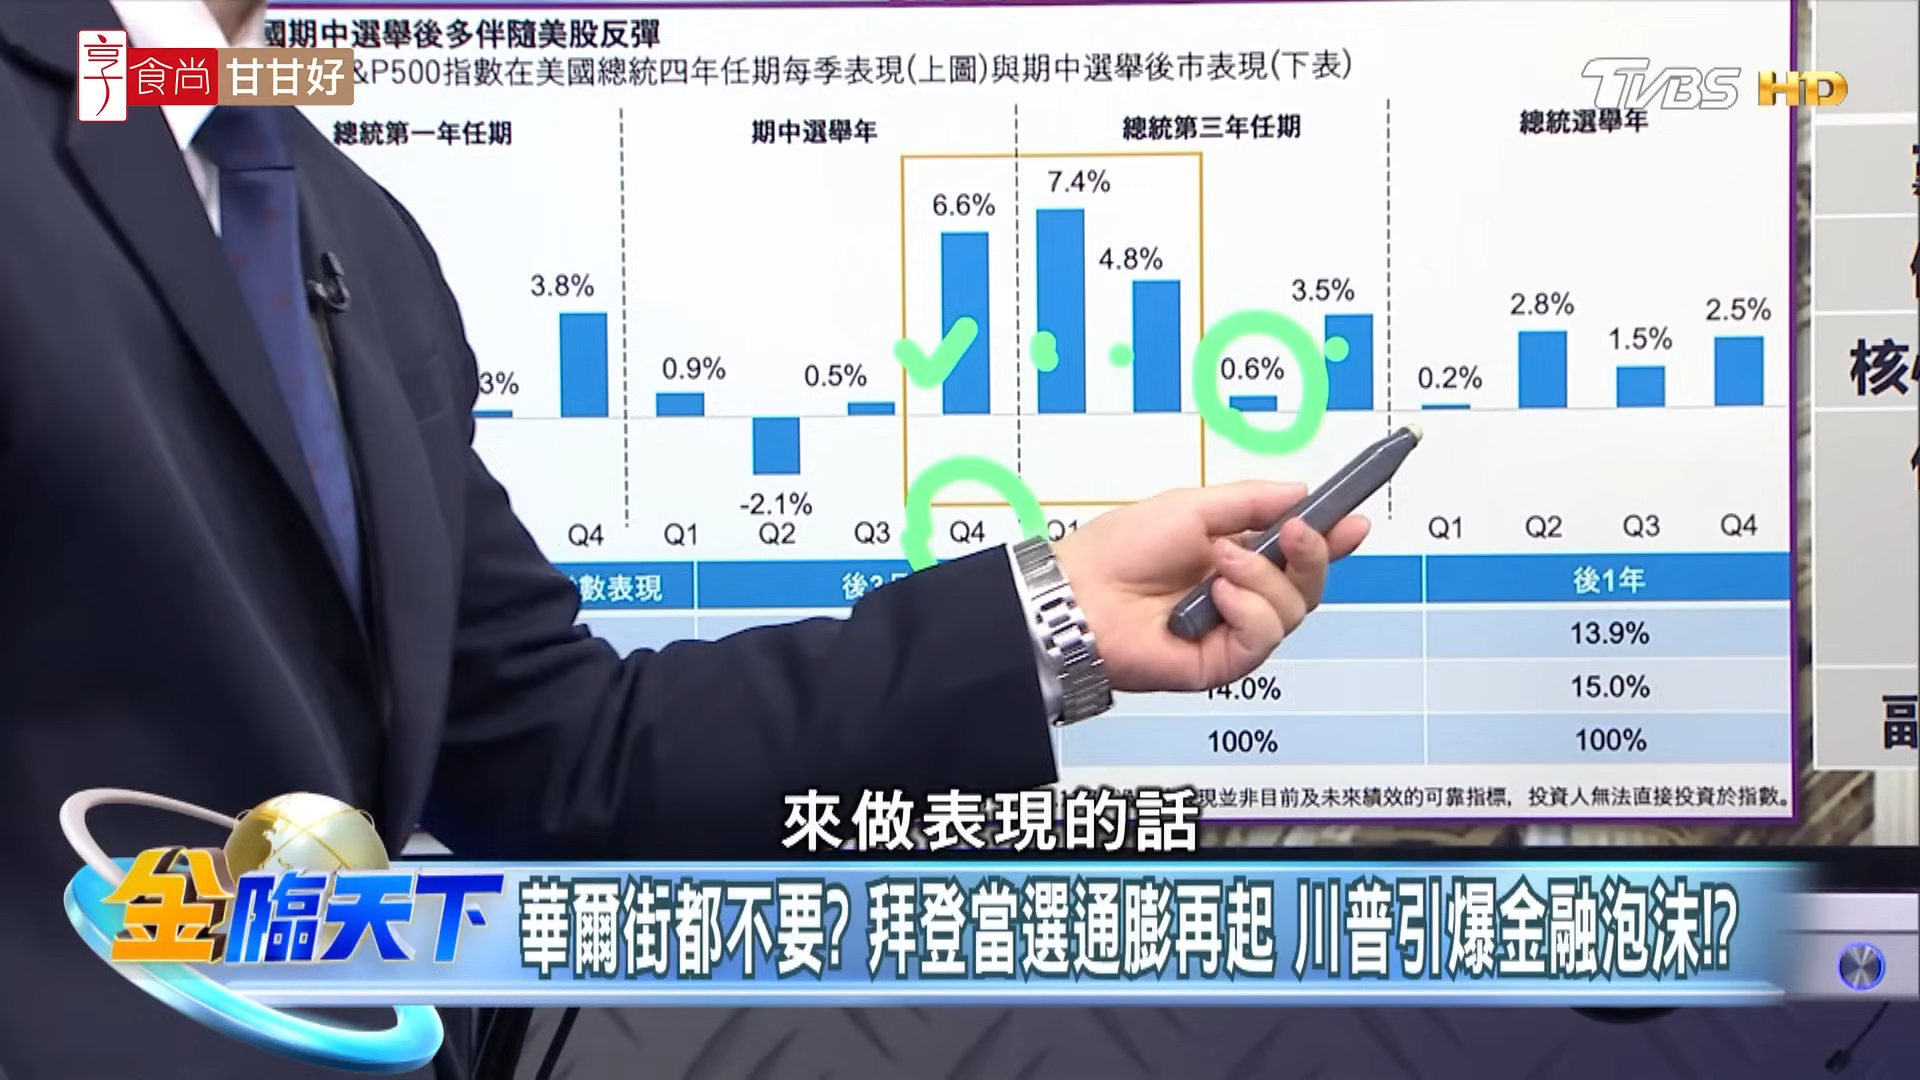 國期中選舉後多伴隨美股反彈
享食尚 甘甘好
&P500指數在美國總統四年任期每季表現(上圖)與期中選舉後市表現(下表)
TVBS HD
總統第一年任期 期中選舉年 總統第三年任期 總統選舉年
3% 3.8% 0.9% -2.1% 0.5% 6.6% 7.4% 4.8% 0.6% 3.5% 0.2% 2.8% 1.5% 2.5%
Q4 Q1 Q2 Q3 Q4 Q1 Q1 Q2 Q3 Q4
數表現 後3 後1年
13.9%
14.0% 15.0%
100% 100%
現並非目前及未來績效的可靠指標，投資人無法直接投資於指數。
核
副
來做表現的話
金臨天下
華爾街都不要? 拜登當選通膨再起 川普引爆金融泡沫!?